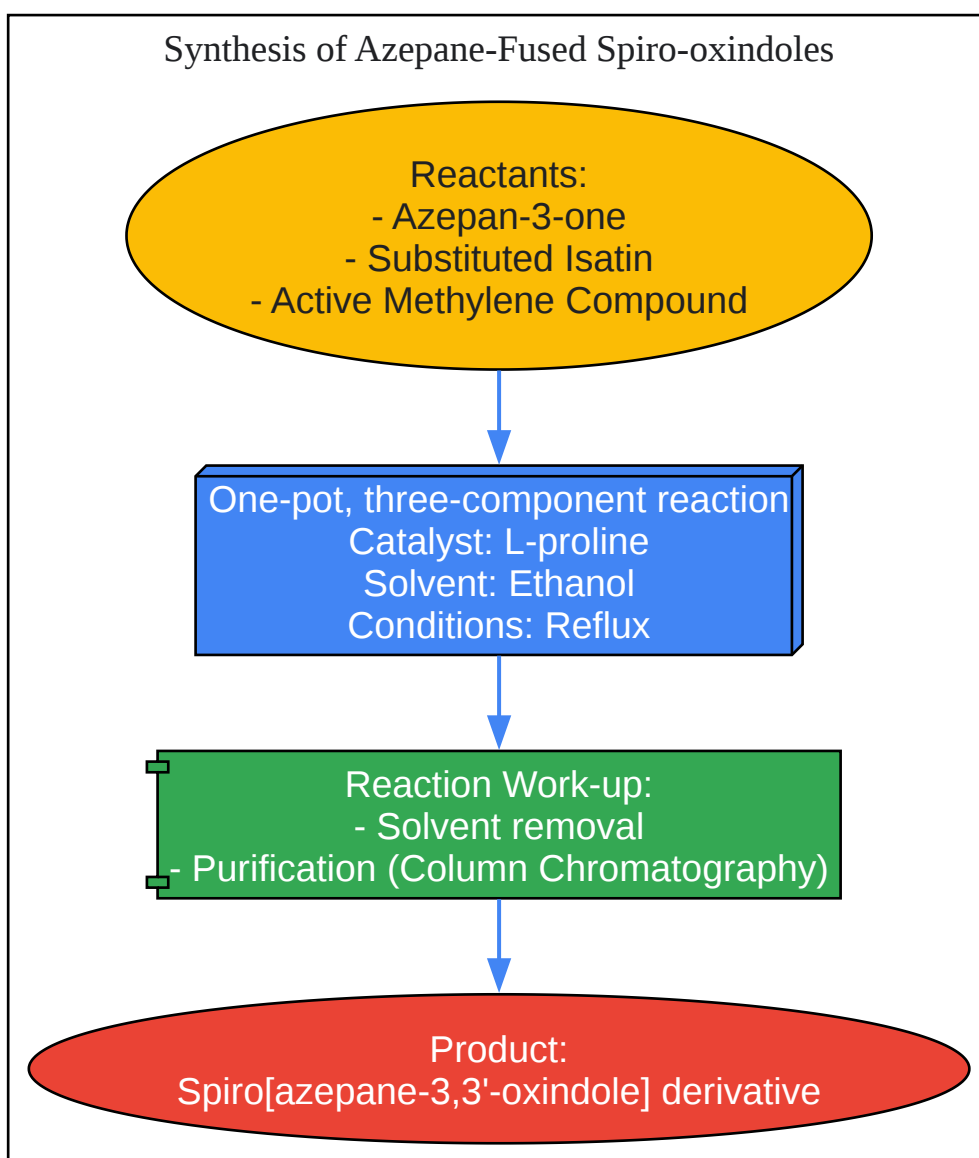 Synthesis of Azepane-Fused Spiro-oxindoles
Reactants:
- Azepan-3-one
- Substituted Isatin
- Active Methylene Compound
One-pot, three-component reaction
Catalyst: L-proline
Solvent: Ethanol
Conditions: Reflux
Reaction Work-up:
- Solvent removal
- Purification (Column Chromatography)
Product:
Spiro[azepane-3,3'-oxindole] derivative